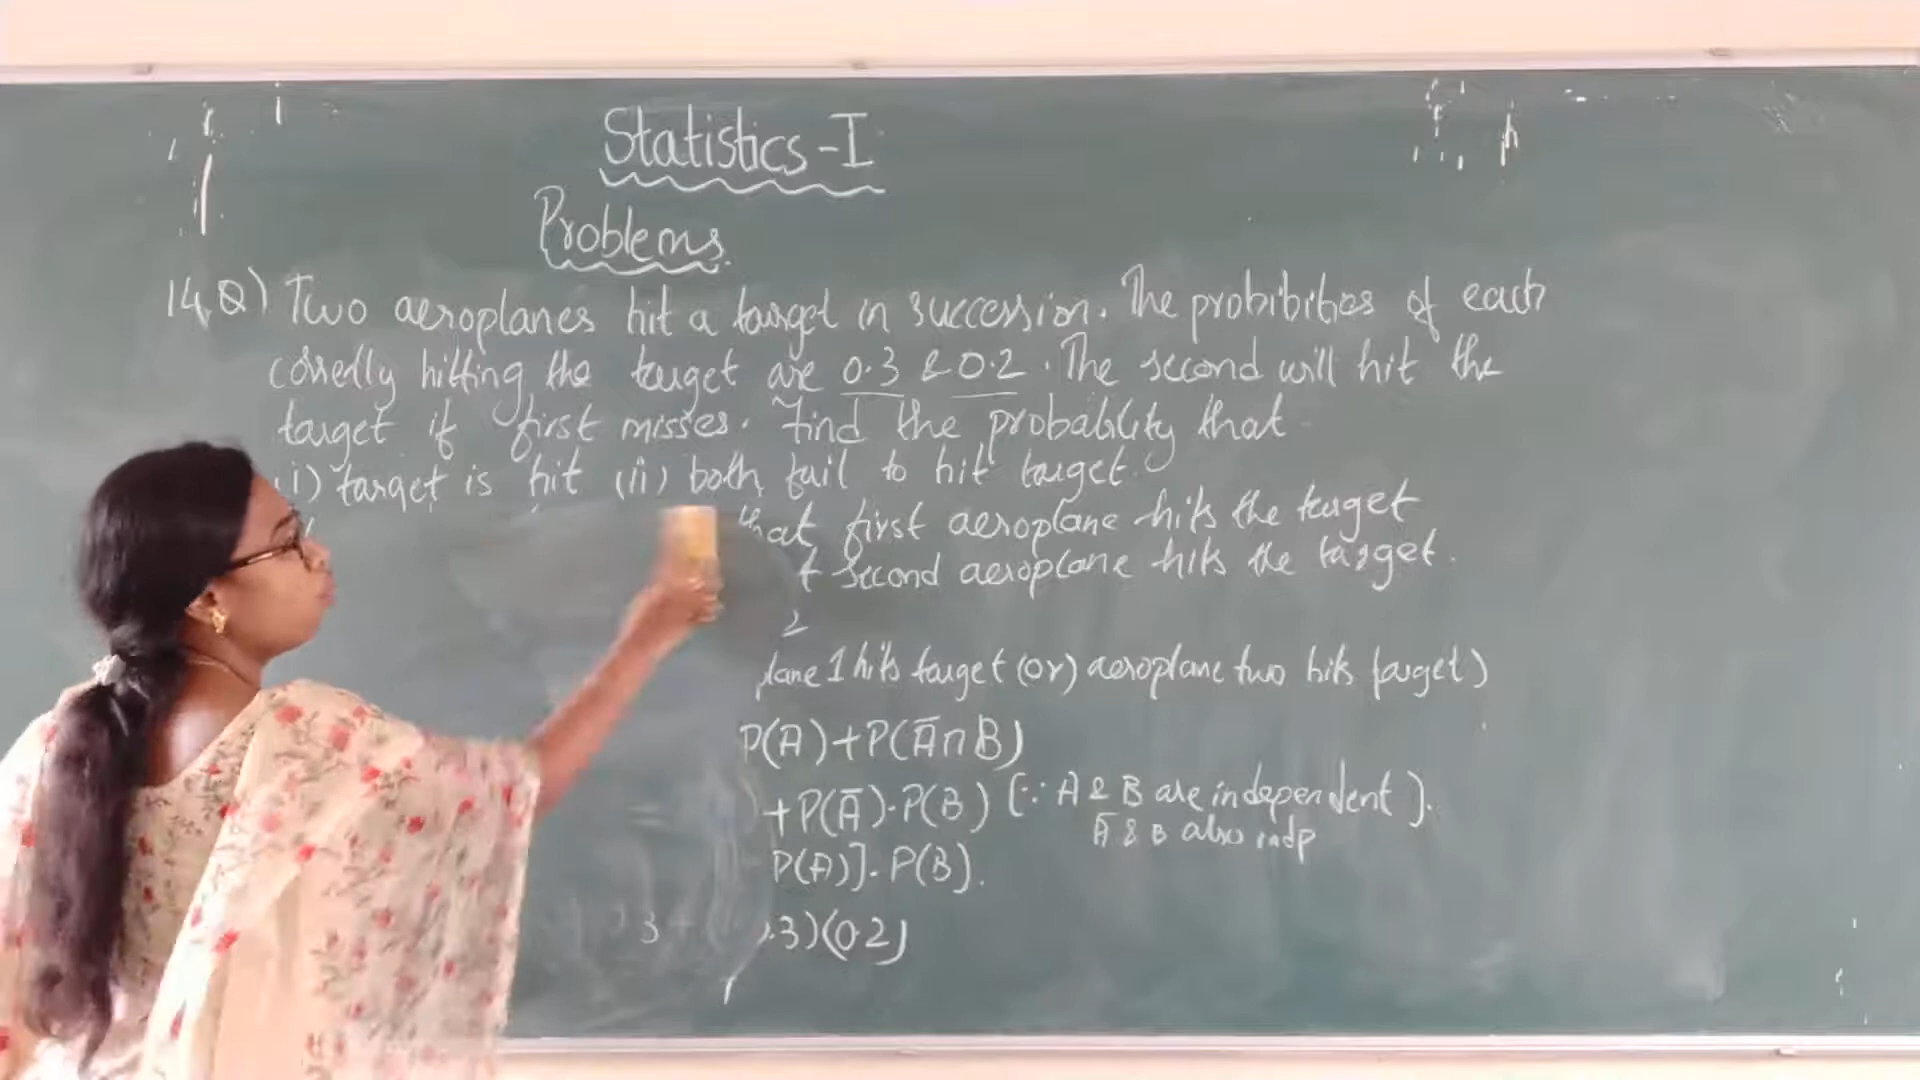 Statistics-I
Problems.
14.Q) Two aeroplanes hit a target in succession. The probibities of each
corredly hitting the target are 0.3 & 0.2. The second will hit the
target if first misses. Find the probability that
(i) target is hit (ii) both fail to hit target.
that first aeroplane hits the target
second aeroplane hits the target.
2
plane 1 hits target (or) aeroplane two hits target)
P(A)+P(A̅∩B)
+P(A̅)·P(B) [∵ A & B are independent].
A̅ & B also indp
P(A)]·P(B).
.3)(0.2)